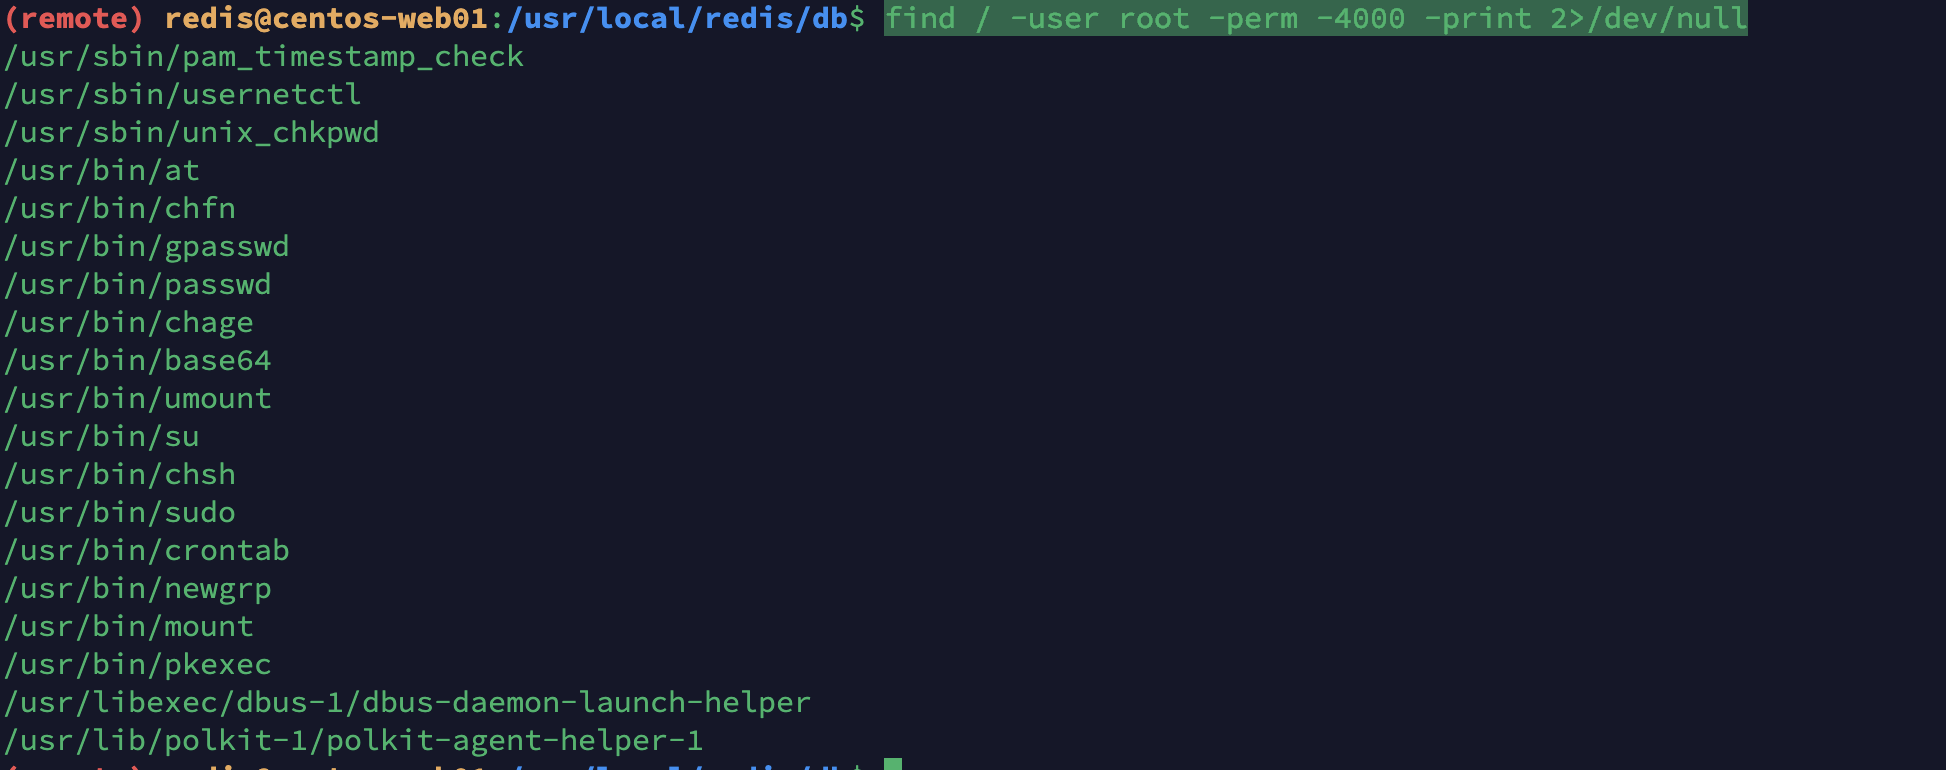 (remote) redis@centos-web01:/usr/local/redis/db$ find / -user root -perm -4000 -print 2>/dev/null
/usr/sbin/pam_timestamp_check
/usr/sbin/usernetctl
/usr/sbin/unix_chkpwd
/usr/bin/at
/usr/bin/chfn
/usr/bin/gpasswd
/usr/bin/passwd
/usr/bin/chage
/usr/bin/base64
/usr/bin/umount
/usr/bin/su
/usr/bin/chsh
/usr/bin/sudo
/usr/bin/crontab
/usr/bin/newgrp
/usr/bin/mount
/usr/bin/pkexec
/usr/libexec/dbus-1/dbus-daemon-launch-helper
/usr/lib/polkit-1/polkit-agent-helper-1